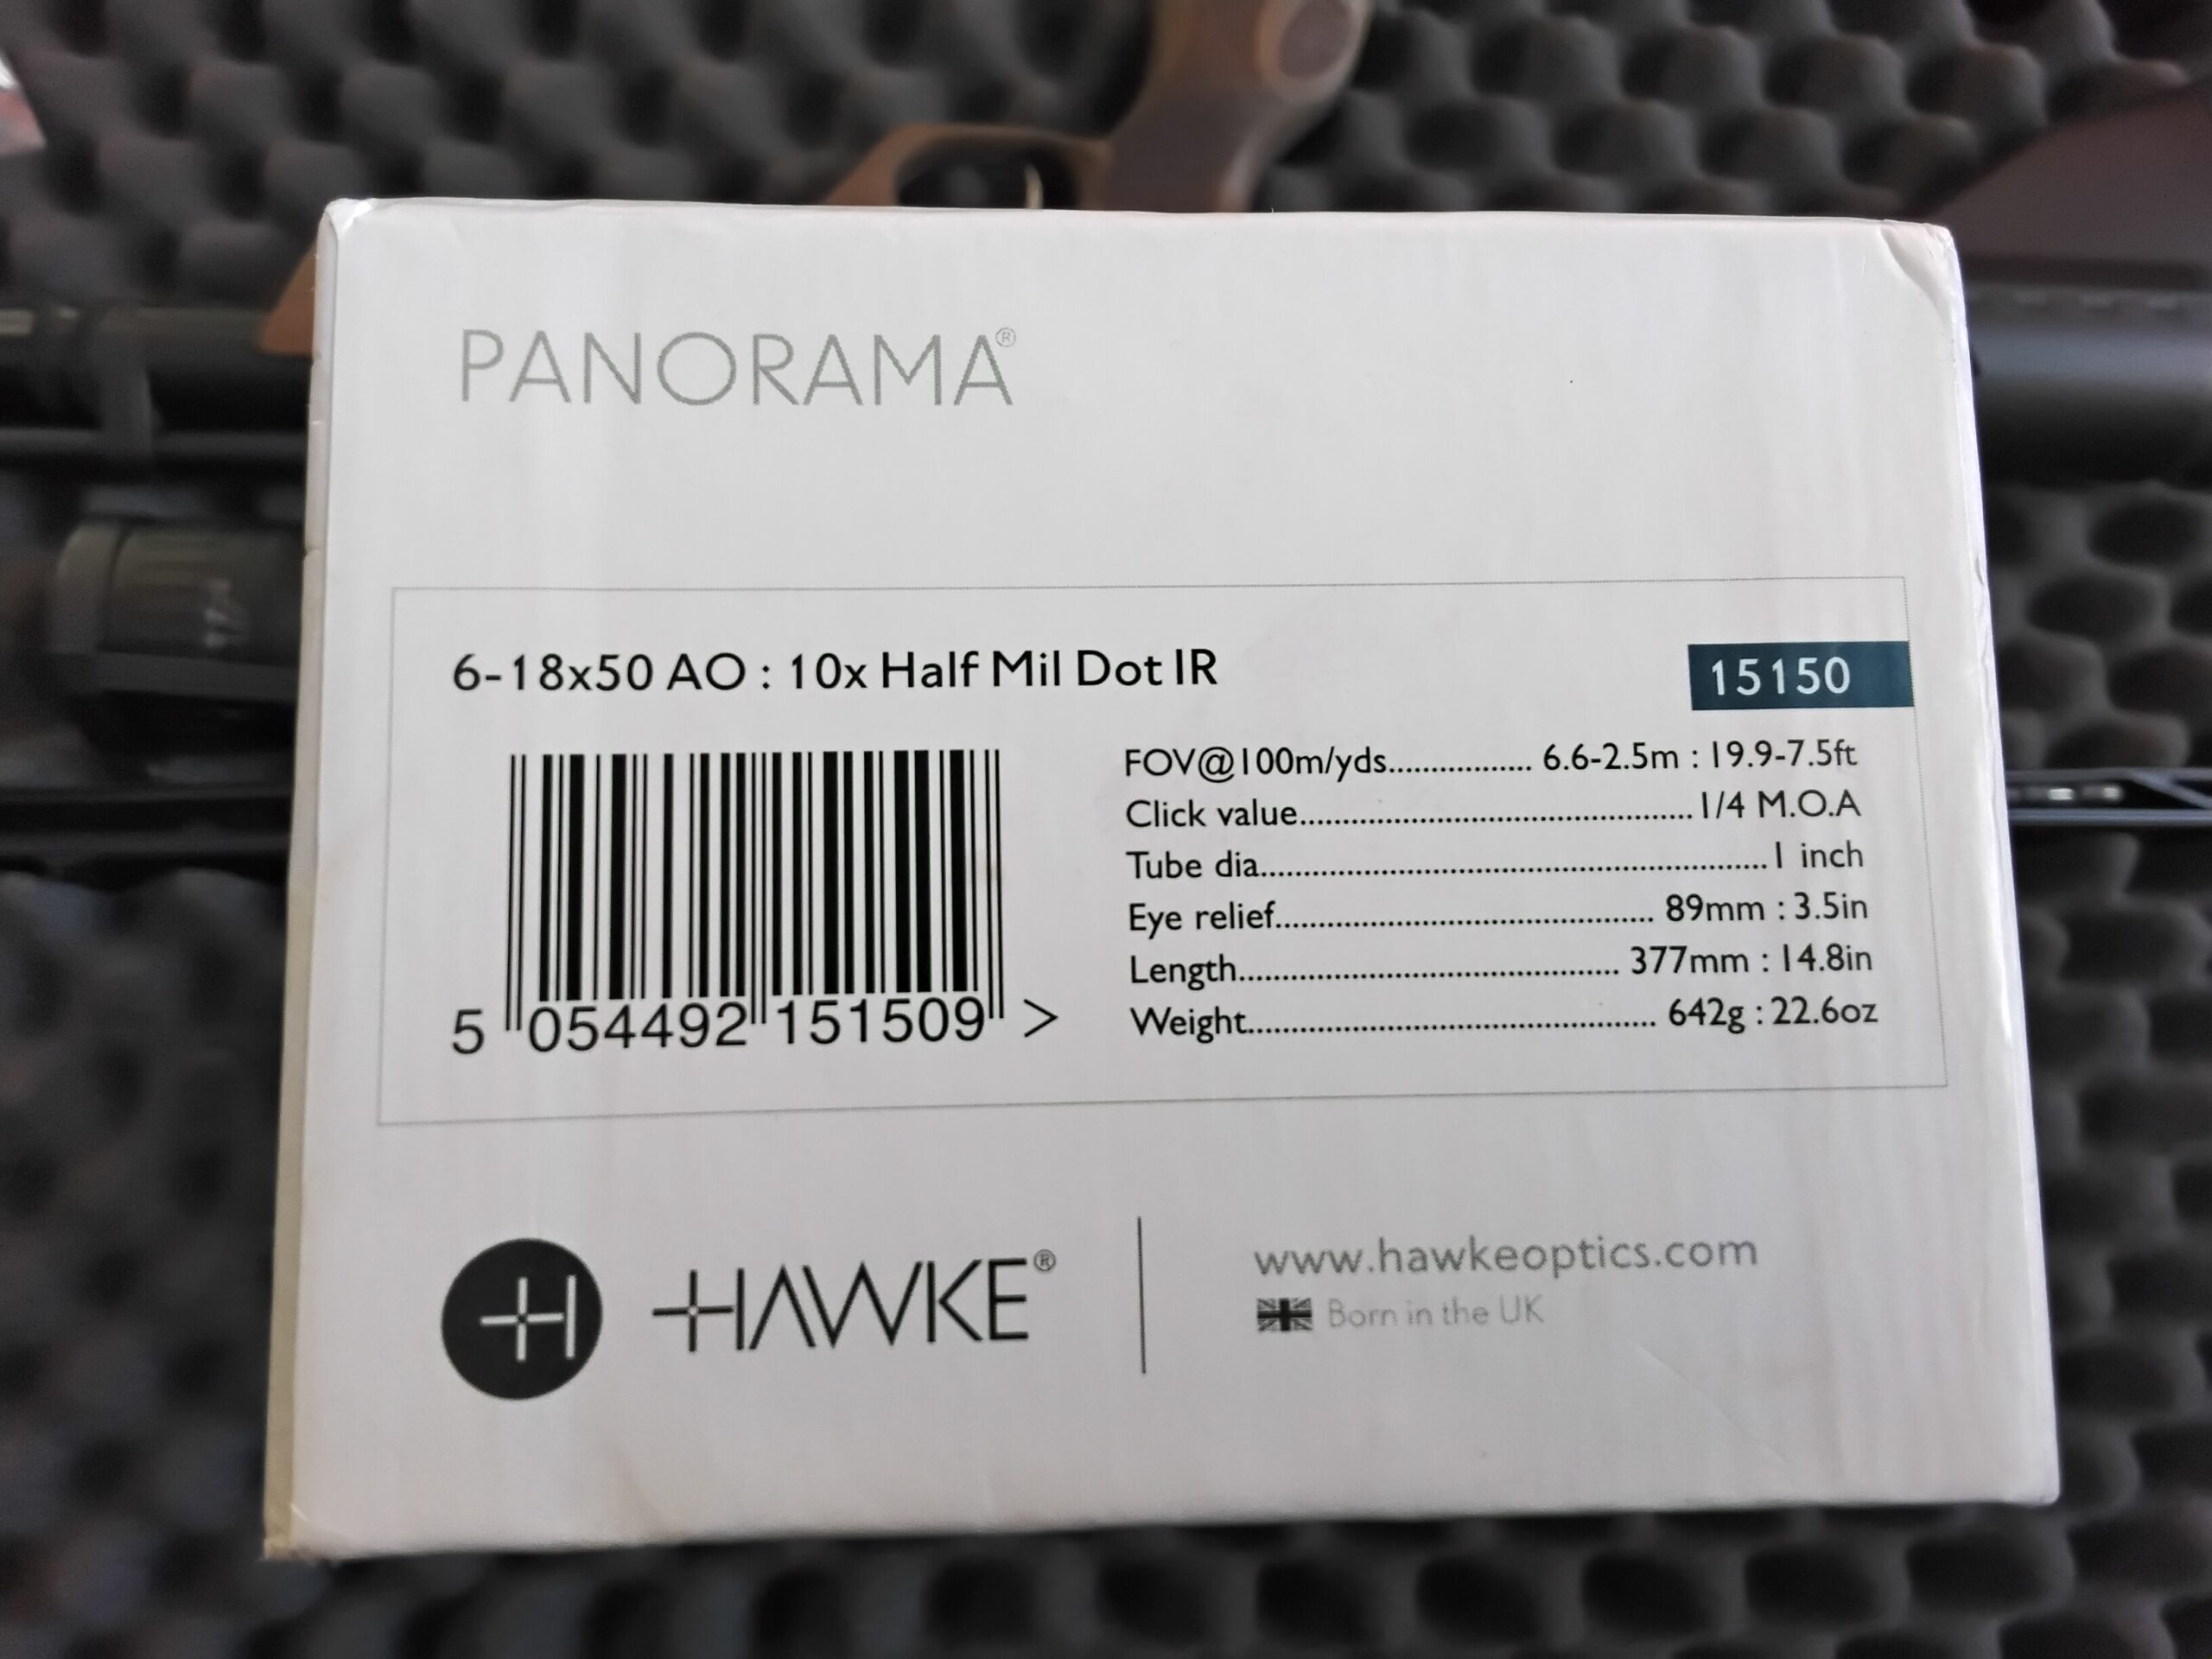 PANORAMA®
6-18x50 AO : 10x Half Mil Dot IR
15150
FOV@100m/yds................ 6.6-2.5m : 19.9-7.5ft
Click value............................................. 1/4 M.O.A
Tube dia.......................................................1 inch
Eye relief......................................... 89mm : 3.5in
Length.......................................... 377mm : 14.8in
Weight............................................ 642g : 22.6oz
5 054492 151509 >
HAWKE®
www.hawkeoptics.com
Born in the UK